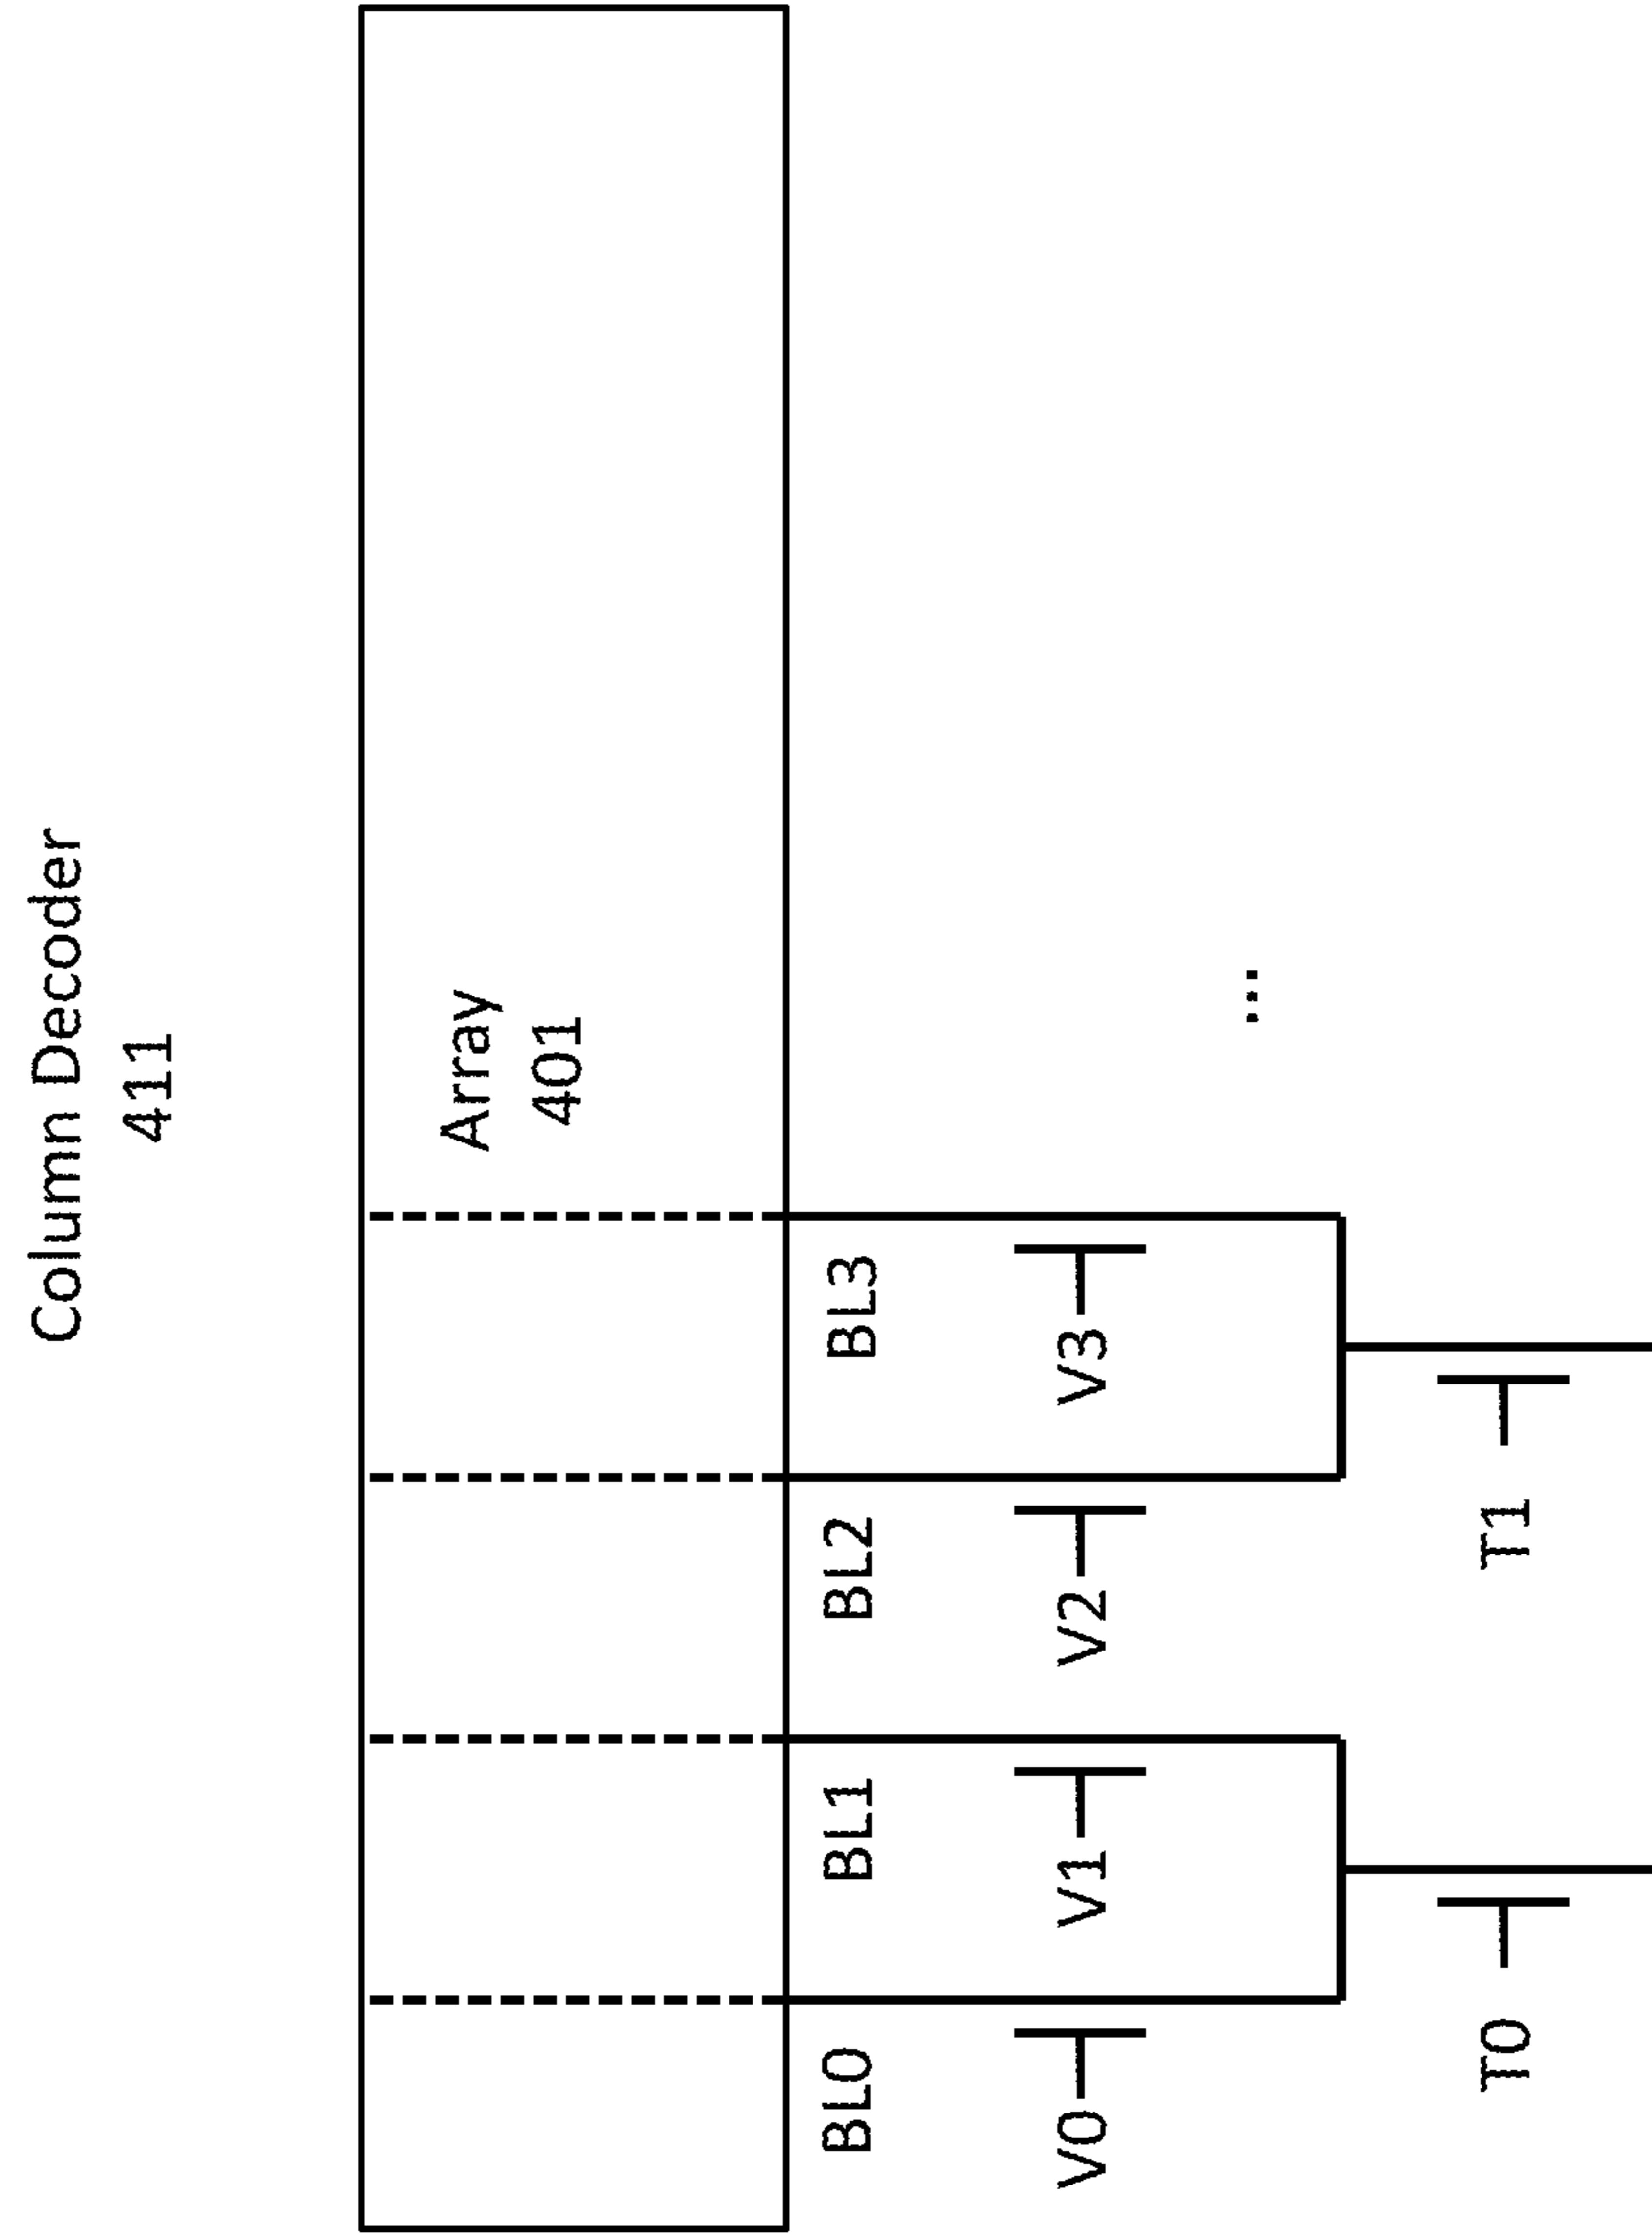 Column Decoder
411
Array
401
BL0
BL1
BL2
BL3
V0
V1
V2
V3
...
T0
T1